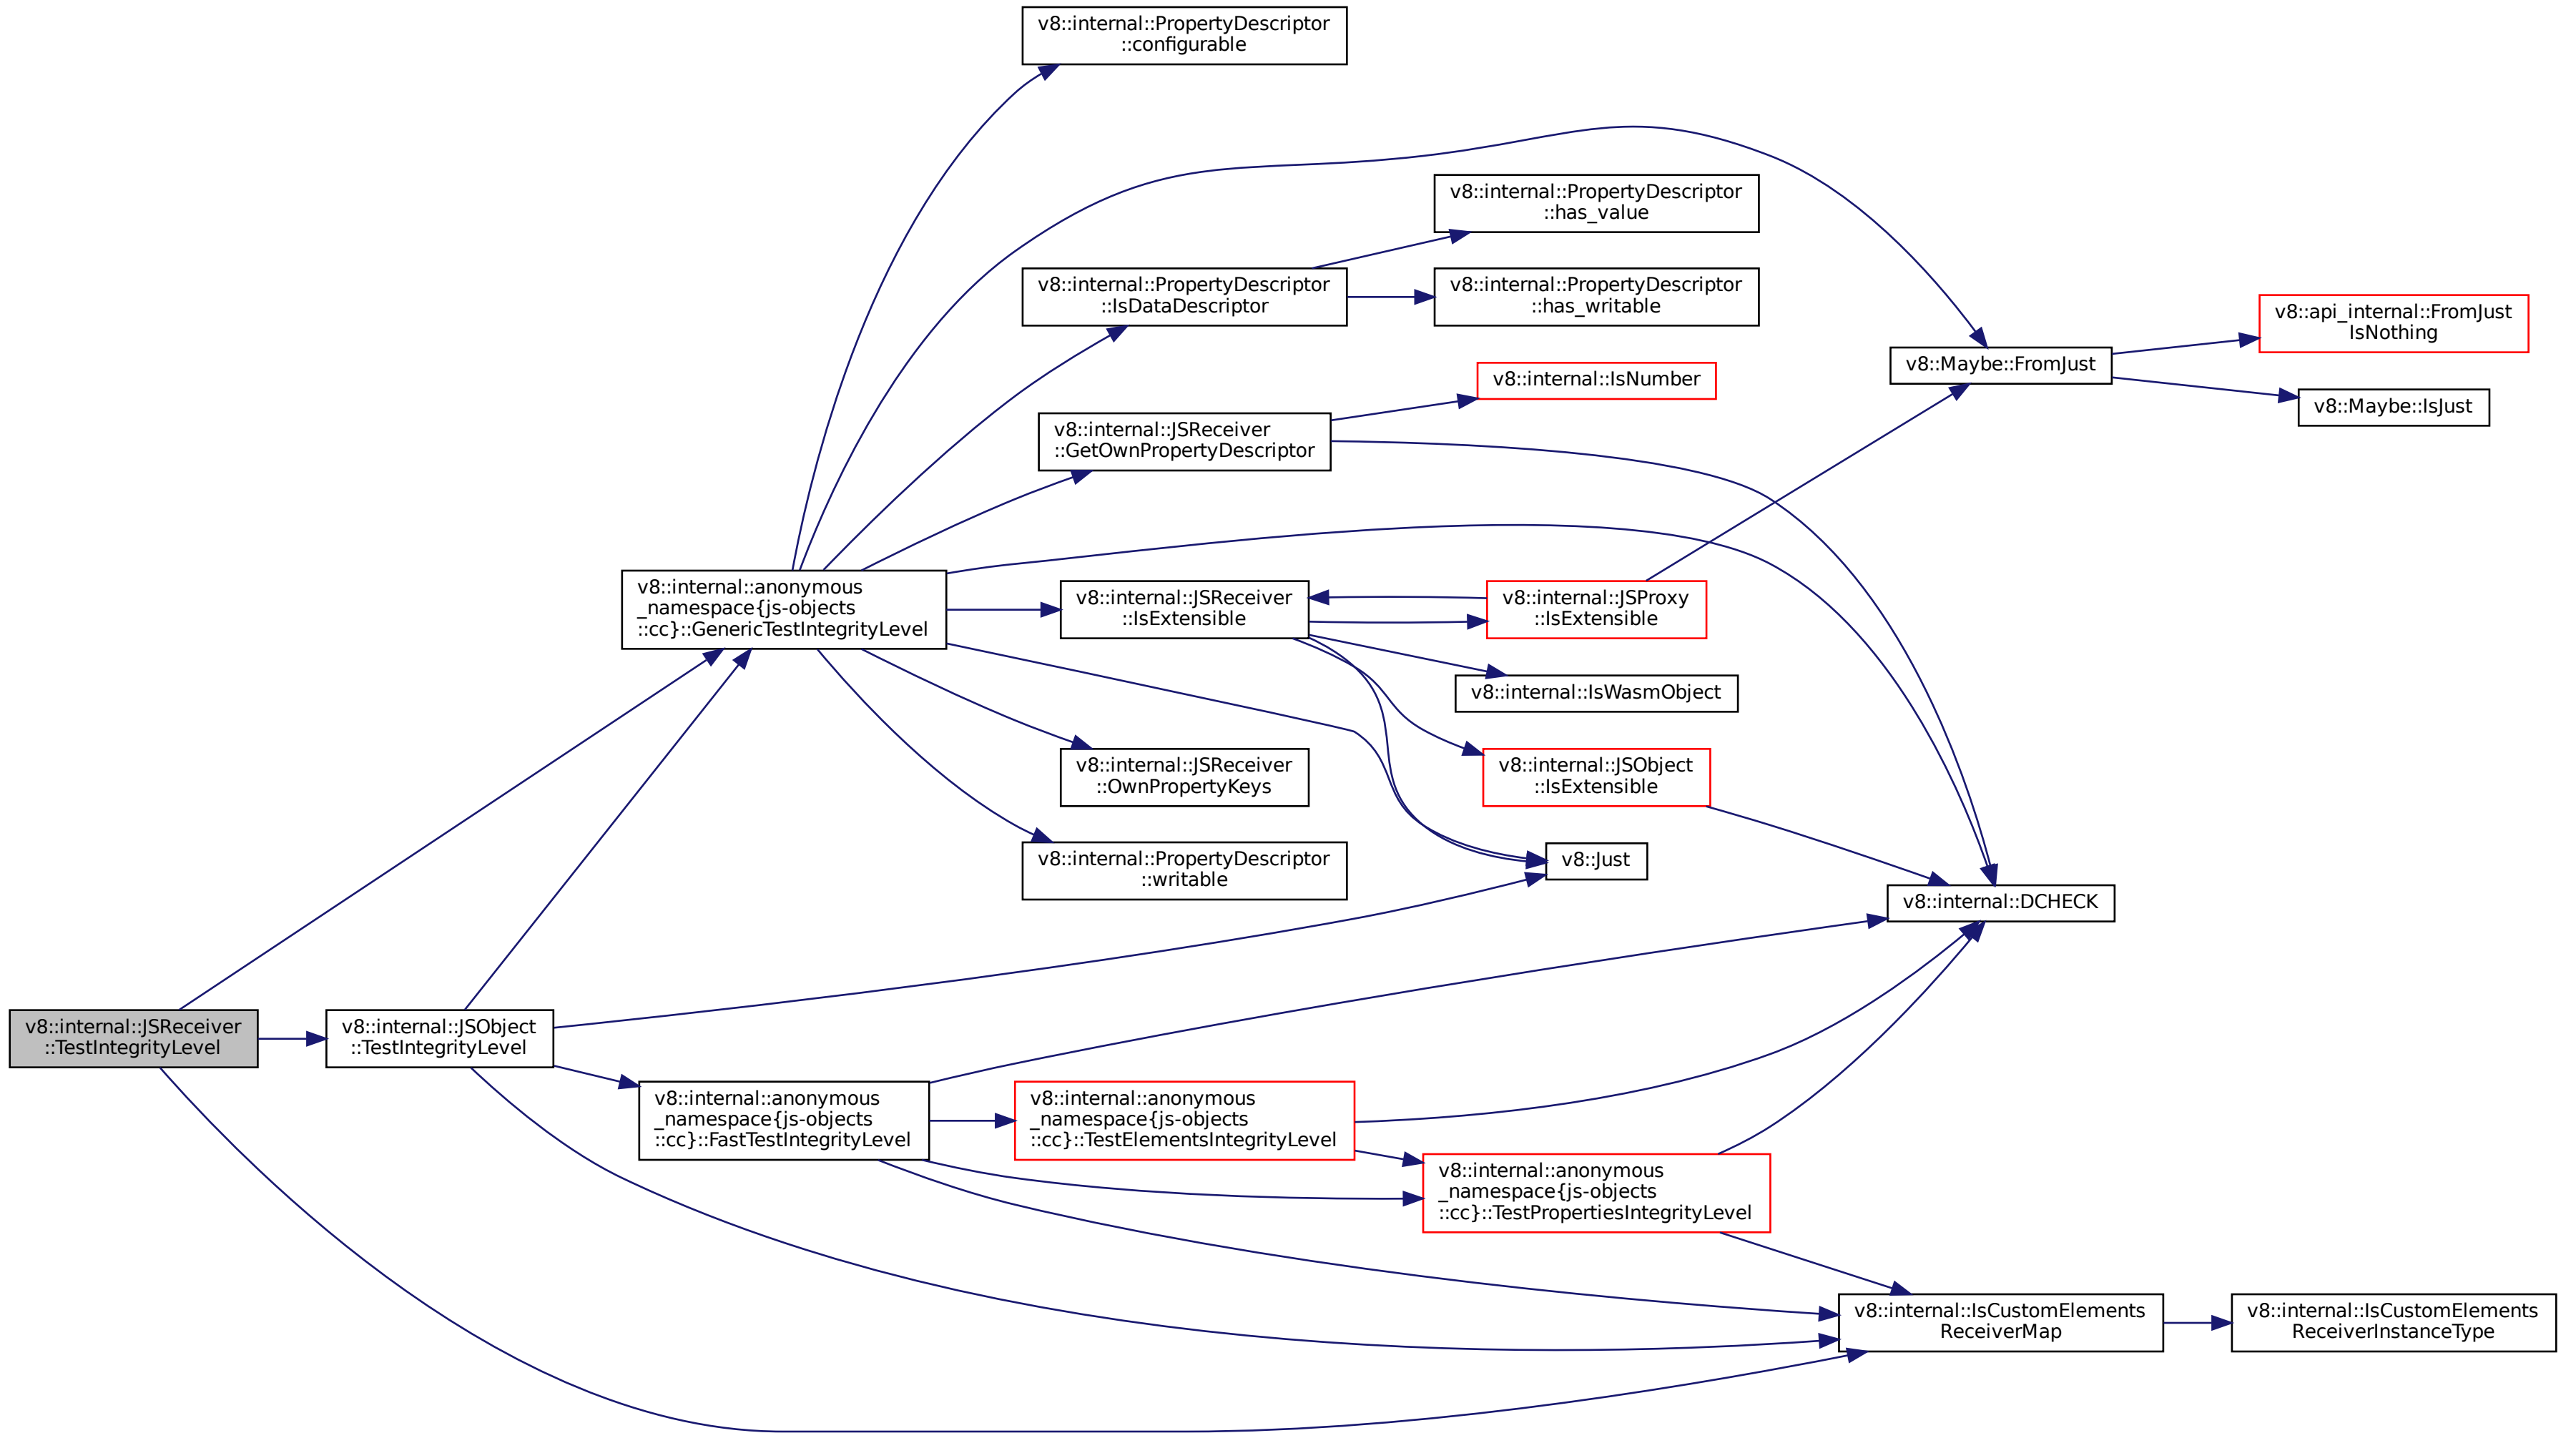 v8::internal::PropertyDescriptor
::configurable
v8::internal::PropertyDescriptor
::has_value
v8::internal::PropertyDescriptor
::IsDataDescriptor
v8::internal::PropertyDescriptor
::has_writable
v8::api_internal::FromJust
IsNothing
v8::Maybe::FromJust
v8::internal::IsNumber
v8::Maybe::IsJust
v8::internal::JSReceiver
::GetOwnPropertyDescriptor
v8::internal::anonymous
_namespace{js-objects
::cc}::GenericTestIntegrityLevel
v8::internal::JSReceiver
::IsExtensible
v8::internal::JSProxy
::IsExtensible
v8::internal::IsWasmObject
v8::internal::JSReceiver
::OwnPropertyKeys
v8::internal::JSObject
::IsExtensible
v8::internal::PropertyDescriptor
::writable
v8::Just
v8::internal::DCHECK
v8::internal::JSReceiver
::TestIntegrityLevel
v8::internal::JSObject
::TestIntegrityLevel
v8::internal::anonymous
_namespace{js-objects
::cc}::FastTestIntegrityLevel
v8::internal::anonymous
_namespace{js-objects
::cc}::TestElementsIntegrityLevel
v8::internal::anonymous
_namespace{js-objects
::cc}::TestPropertiesIntegrityLevel
v8::internal::IsCustomElements
ReceiverMap
v8::internal::IsCustomElements
ReceiverInstanceType